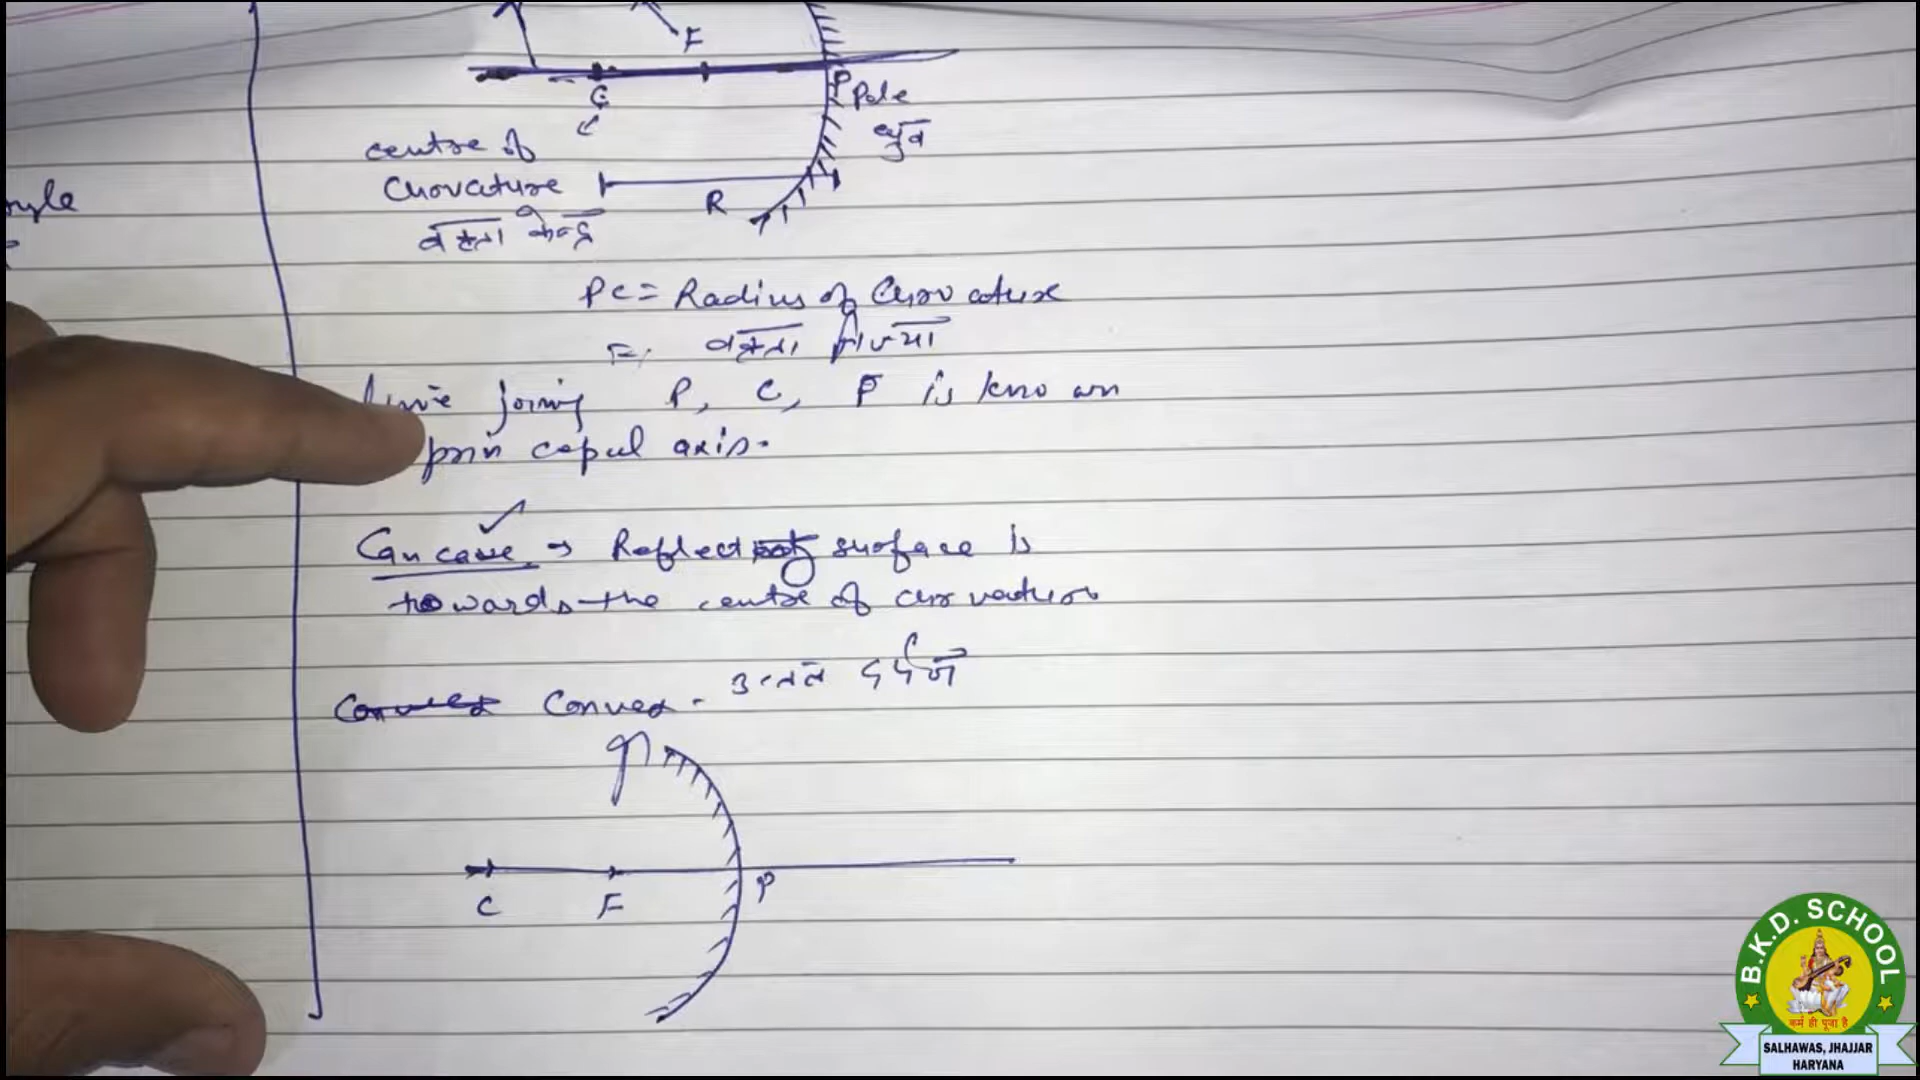 F
C
P
Pole
ध्रुव
centre of
Curvature
R
वक्रता केन्द्र
PC = Radius of Curvature
= वक्रता त्रिज्या
Line joining P, C, F is known
principal axis.
Concave → Reflecting surface is
towards the centre of curvature
Convex - उत्तल दर्पण
C
F
P
B.K.D. SCHOOL
कर्म ही पूजा है
SALHAWAS, JHAJJAR
HARYANA